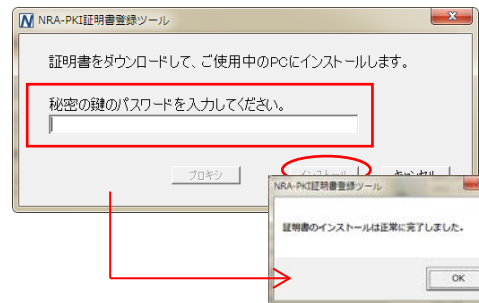 NRA-PKI証明書登録ツール
証明書をダウンロードして、ご使用中のPCにインストールします。
秘密の鍵のパスワードを入力してください。
プロキシ
インストール
キャンセル
NRA-PKI証明書登録ツール
証明書のインストールは正常に完了しました。
OK